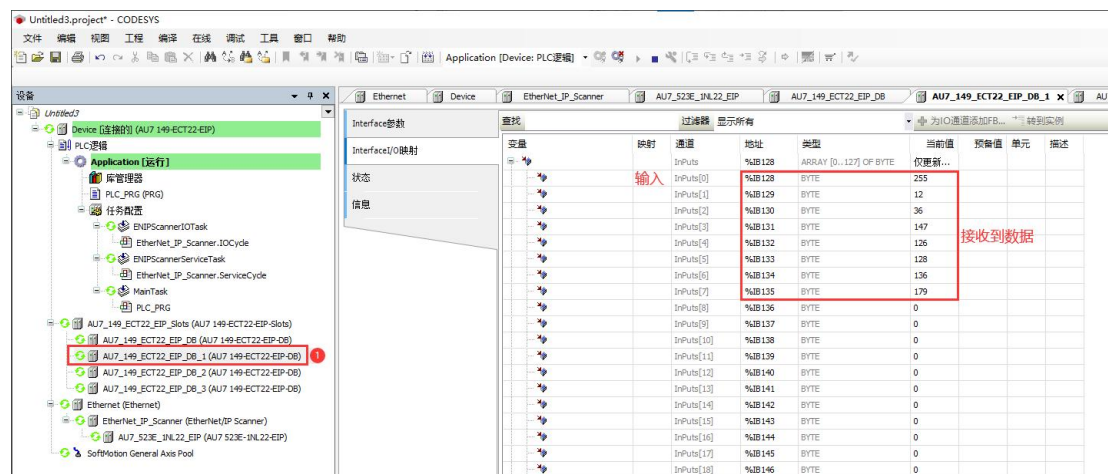 Untitled3.project* - CODESYS
文件 编辑 视图 工程 编译 在线 调试 工具 窗口 帮助
Application [Device: PLC逻辑]
设备
Untitled3
Device [连接的] (AU7 149-ECT22-EIP)
PLC逻辑
Application [运行]
库管理器
PLC_PRG (PRG)
任务配置
ENIPScannerIOTask
EtherNet_IP_Scanner.IOCycle
ENIPScannerServiceTask
EtherNet_IP_Scanner.ServiceCycle
MainTask
PLC_PRG
AU7_149_ECT22_EIP_Slots (AU7 149-ECT22-EIP-Slots)
AU7_149_ECT22_EIP_DB (AU7 149-ECT22-EIP-DB)
AU7_149_ECT22_EIP_DB_1 (AU7 149-ECT22-EIP-DB) 1
AU7_149_ECT22_EIP_DB_2 (AU7 149-ECT22-EIP-DB)
AU7_149_ECT22_EIP_DB_3 (AU7 149-ECT22-EIP-DB)
Ethernet (Ethernet)
EtherNet_IP_Scanner (EtherNet/IP Scanner)
AU7_523E_1NL22_EIP (AU7 523E-1NL22-EIP)
SoftMotion General Axis Pool
Ethernet Device EtherNet_IP_Scanner AU7_523E_1NL22_EIP AU7_149_ECT22_EIP_DB AU7_149_ECT22_EIP_DB_1 x AU
Interface参数
InterfaceI/O映射
状态
信息
查找 过滤器 显示所有 为IO通道添加FB... 转到实例
变量 映射 通道 地址 类型 当前值 预备值 单元 描述
InPuts %IB128 ARRAY [0..127] OF BYTE 仅更新...
输入 InPuts[0] %IB128 BYTE 255
InPuts[1] %IB129 BYTE 12
InPuts[2] %IB130 BYTE 36
InPuts[3] %IB131 BYTE 147
接收到数据
InPuts[4] %IB132 BYTE 126
InPuts[5] %IB133 BYTE 128
InPuts[6] %IB134 BYTE 136
InPuts[7] %IB135 BYTE 179
InPuts[8] %IB136 BYTE 0
InPuts[9] %IB137 BYTE 0
InPuts[10] %IB138 BYTE 0
InPuts[11] %IB139 BYTE 0
InPuts[12] %IB140 BYTE 0
InPuts[13] %IB141 BYTE 0
InPuts[14] %IB142 BYTE 0
InPuts[15] %IB143 BYTE 0
InPuts[16] %IB144 BYTE 0
InPuts[17] %IB145 BYTE 0
InPuts[18] %IB146 BYTE 0